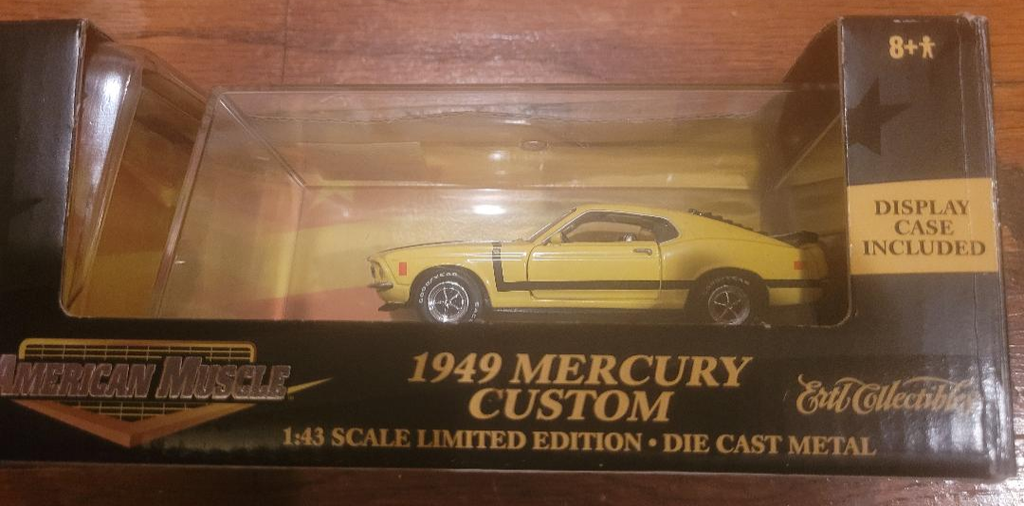 8+
DISPLAY
CASE
INCLUDED
GOODYEAR
AMERICAN MUSCLE
1949 MERCURY
CUSTOM
Ertl Collectibles
1:43 SCALE LIMITED EDITION • DIE CAST METAL